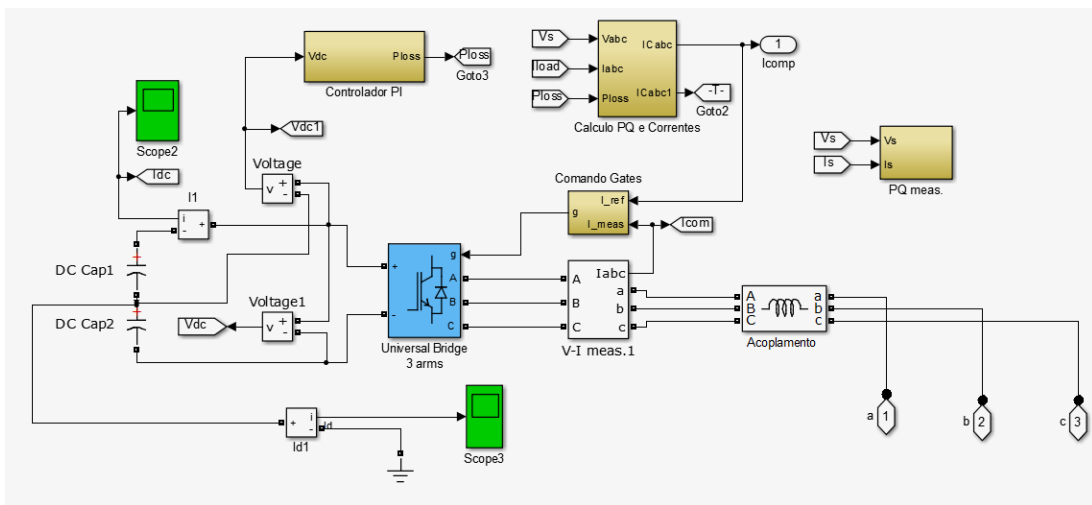 Vdc
Ploss
Ploss
Goto3
Controlador PI
Vs
Iload
Ploss
Vabc
Iabc
Ploss
ICabc
ICabc1
-T-
Goto2
Calculo PQ e Correntes
1
Icomp
Scope2
Vdc1
Idc
Voltage
v
+
-
I1
i
-
+
Vs
Is
Vs
Is
PQ meas.
Comando Gates
I_ref
g
I_meas
Icom
DC Cap1
DC Cap2
Voltage1
Vdc
v
+
-
g
+
A
B
-
C
Universal Bridge
3 arms
Iabc
A
a
B
b
C
c
V-I meas.1
A
B
C
a
b
c
Acoplamento
a
1
b
2
c
3
+
i
-
Id
Id1
Scope3